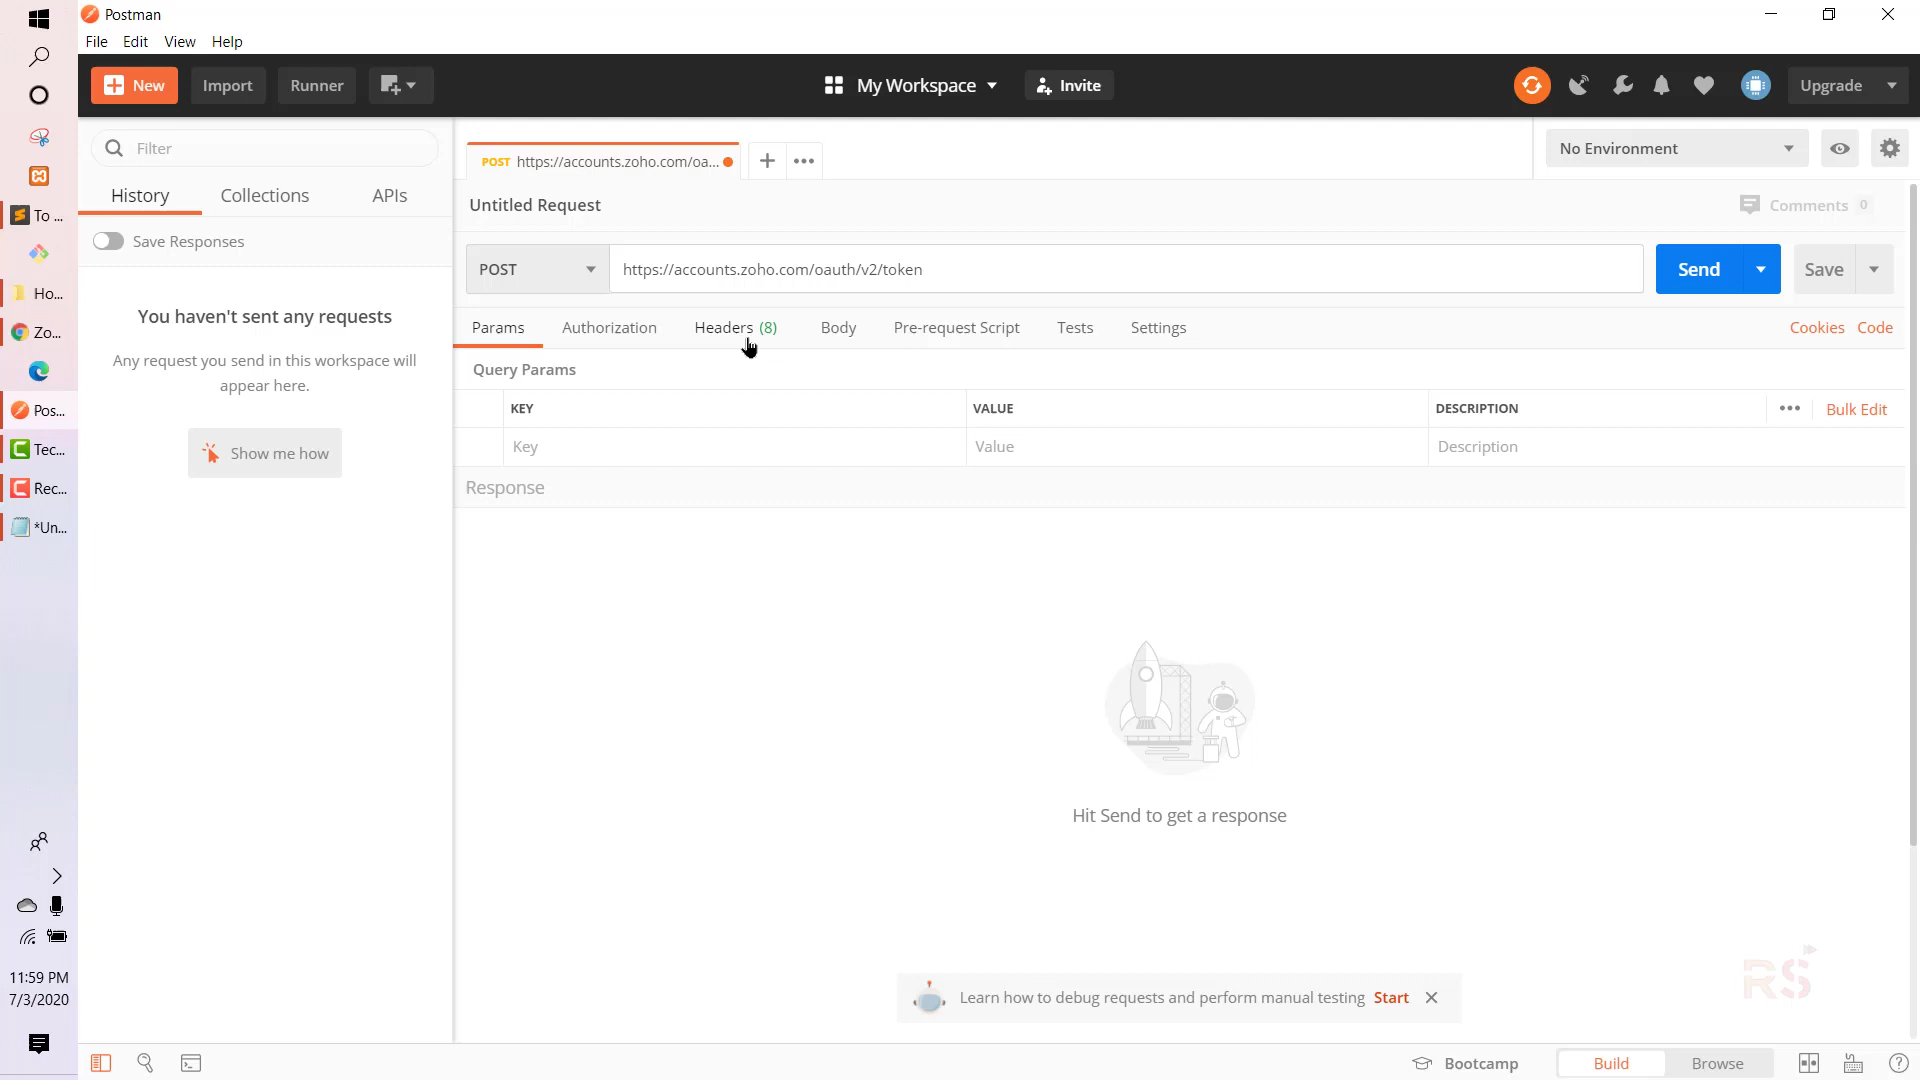 Postman
File Edit View Help
New Import Runner My Workspace Invite Upgrade
Filter
History Collections APIs
Save Responses
You haven't sent any requests
Any request you send in this workspace will
appear here.
Show me how
POST https://accounts.zoho.com/oa...
No Environment
Untitled Request
Comments 0
POST https://accounts.zoho.com/oauth/v2/token Send Save
Params Authorization Headers (8) Body Pre-request Script Tests Settings Cookies Code
Query Params
KEY VALUE DESCRIPTION Bulk Edit
Key Value Description
Response
Hit Send to get a response
Learn how to debug requests and perform manual testing Start
RS
Bootcamp Build Browse
To ...
Ho...
Zo...
Pos...
Tec...
Rec...
*Un...
11:59 PM
7/3/2020